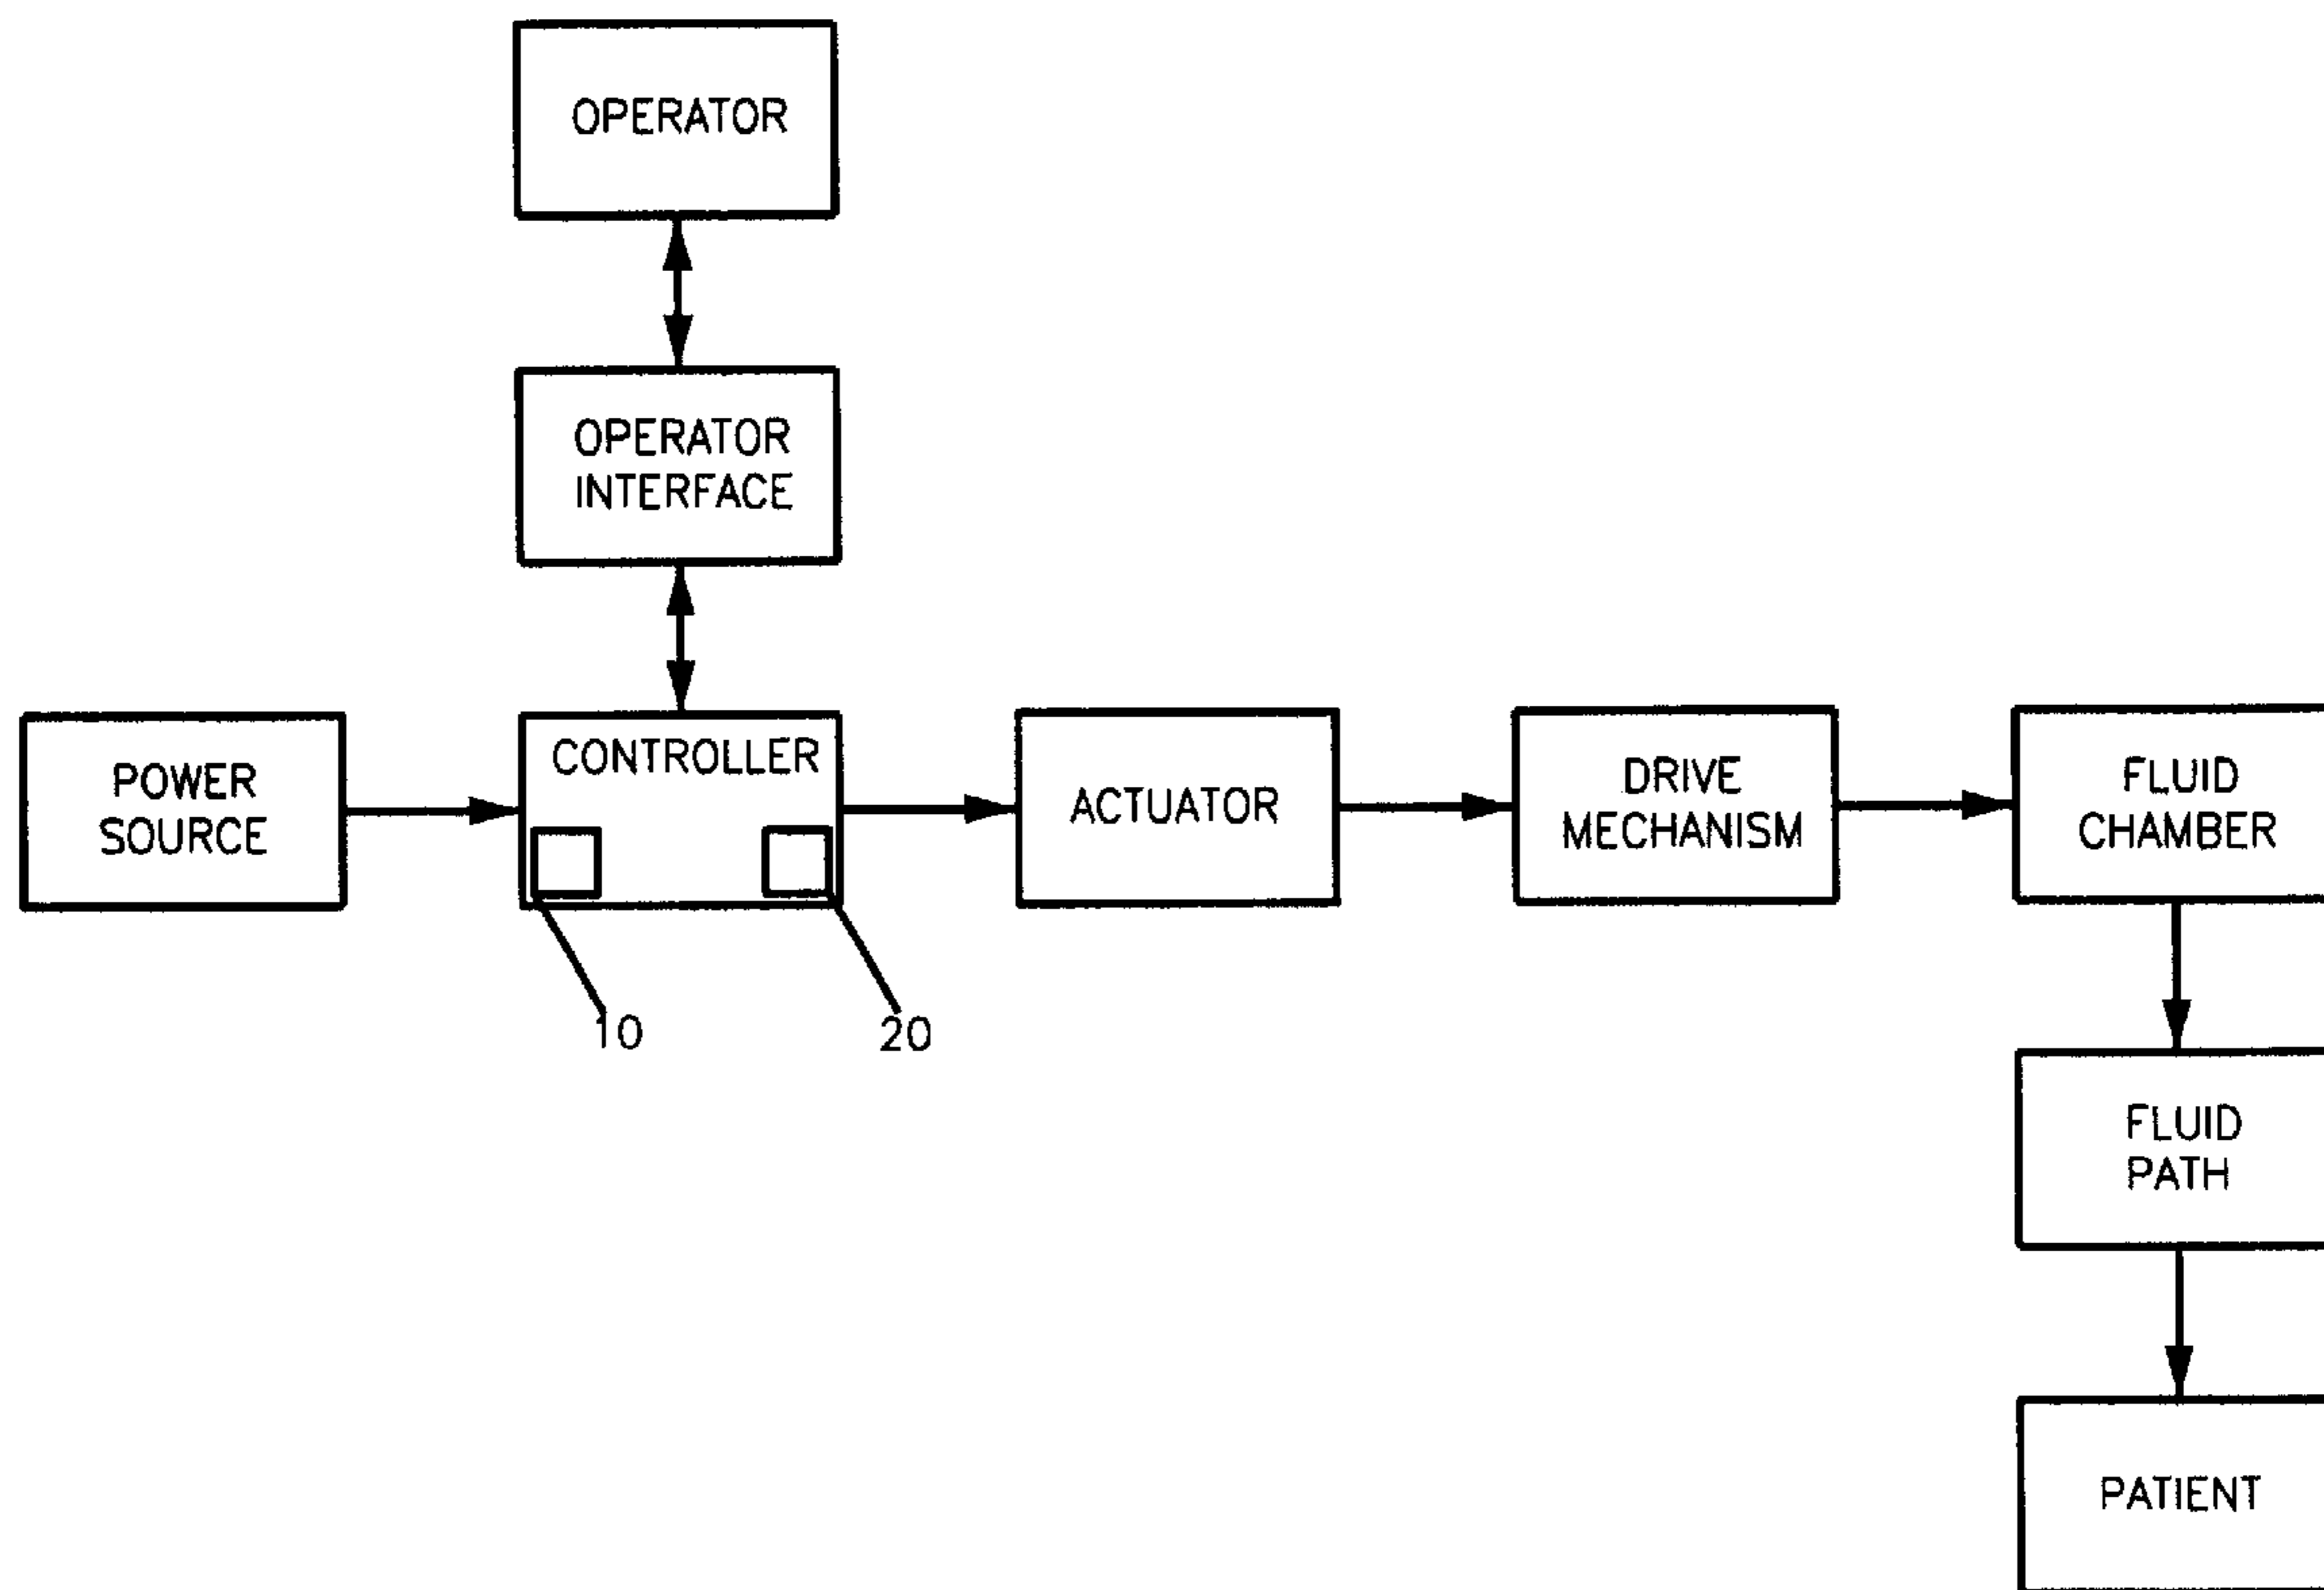 OPERATOR
OPERATOR
INTERFACE
POWER
SOURCE
CONTROLLER
ACTUATOR
DRIVE
MECHANISM
FLUID
CHAMBER
10
20
FLUID
PATH
PATIENT